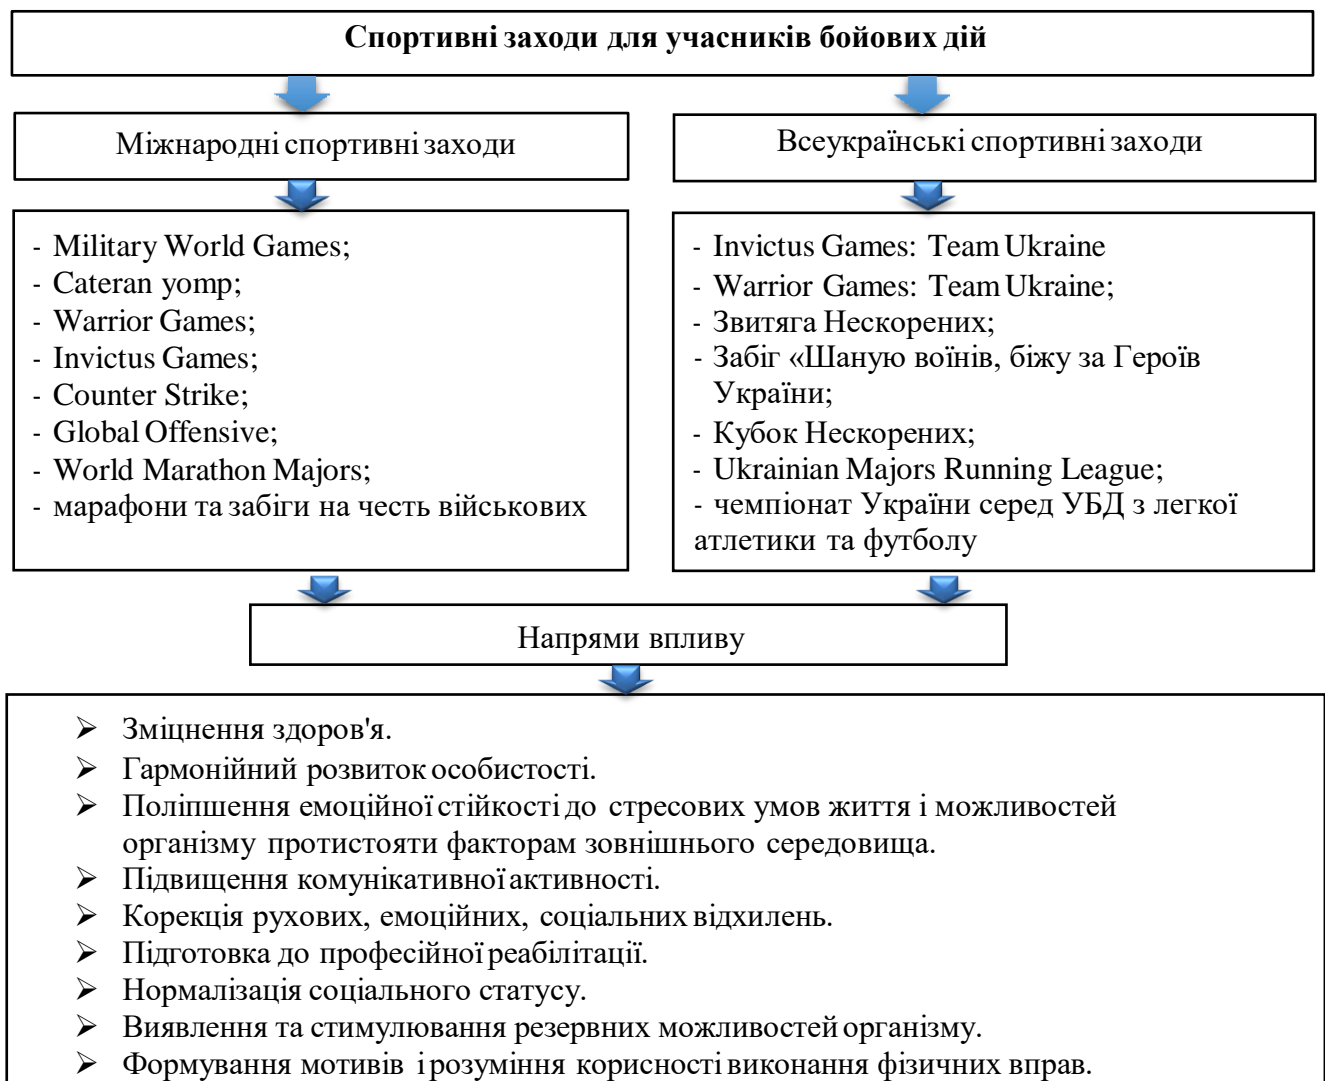 Спортивні заходи для учасників бойових дій
Міжнародні спортивні заходи
Всеукраїнські спортивні заходи
- Military World Games;
- Cateran yomp;
- Warrior Games;
- Invictus Games;
- Counter Strike;
- Global Offensive;
- World Marathon Majors;
- марафони та забіги на честь військових
- Invictus Games: Team Ukraine
- Warrior Games: Team Ukraine;
- Звитяга Нескорених;
- Забіг «Шаную воїнів, біжу за Героїв
України;
- Кубок Нескорених;
- Ukrainian Majors Running League;
- чемпіонат України серед УБД з легкої
атлетики та футболу
Напрями впливу
➢ Зміцнення здоров'я.
➢ Гармонійний розвиток особистості.
➢ Поліпшення емоційної стійкості до стресових умов життя і можливостей
організму протистояти факторам зовнішнього середовища.
➢ Підвищення комунікативної активності.
➢ Корекція рухових, емоційних, соціальних відхилень.
➢ Підготовка до професійної реабілітації.
➢ Нормалізація соціального статусу.
➢ Виявлення та стимулювання резервних можливостей організму.
➢ Формування мотивів і розуміння корисності виконання фізичних вправ.